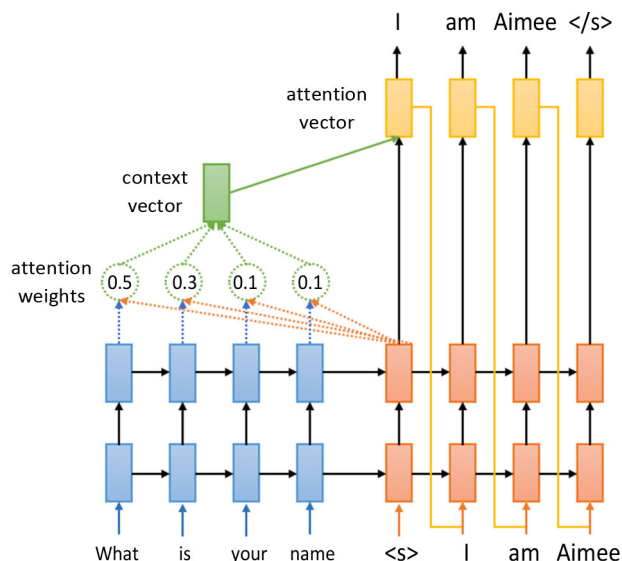 I am Aimee </s>
attention
vector
context
vector
attention
weights
0.5 0.3 0.1 0.1
What is your name <s> I am Aimee